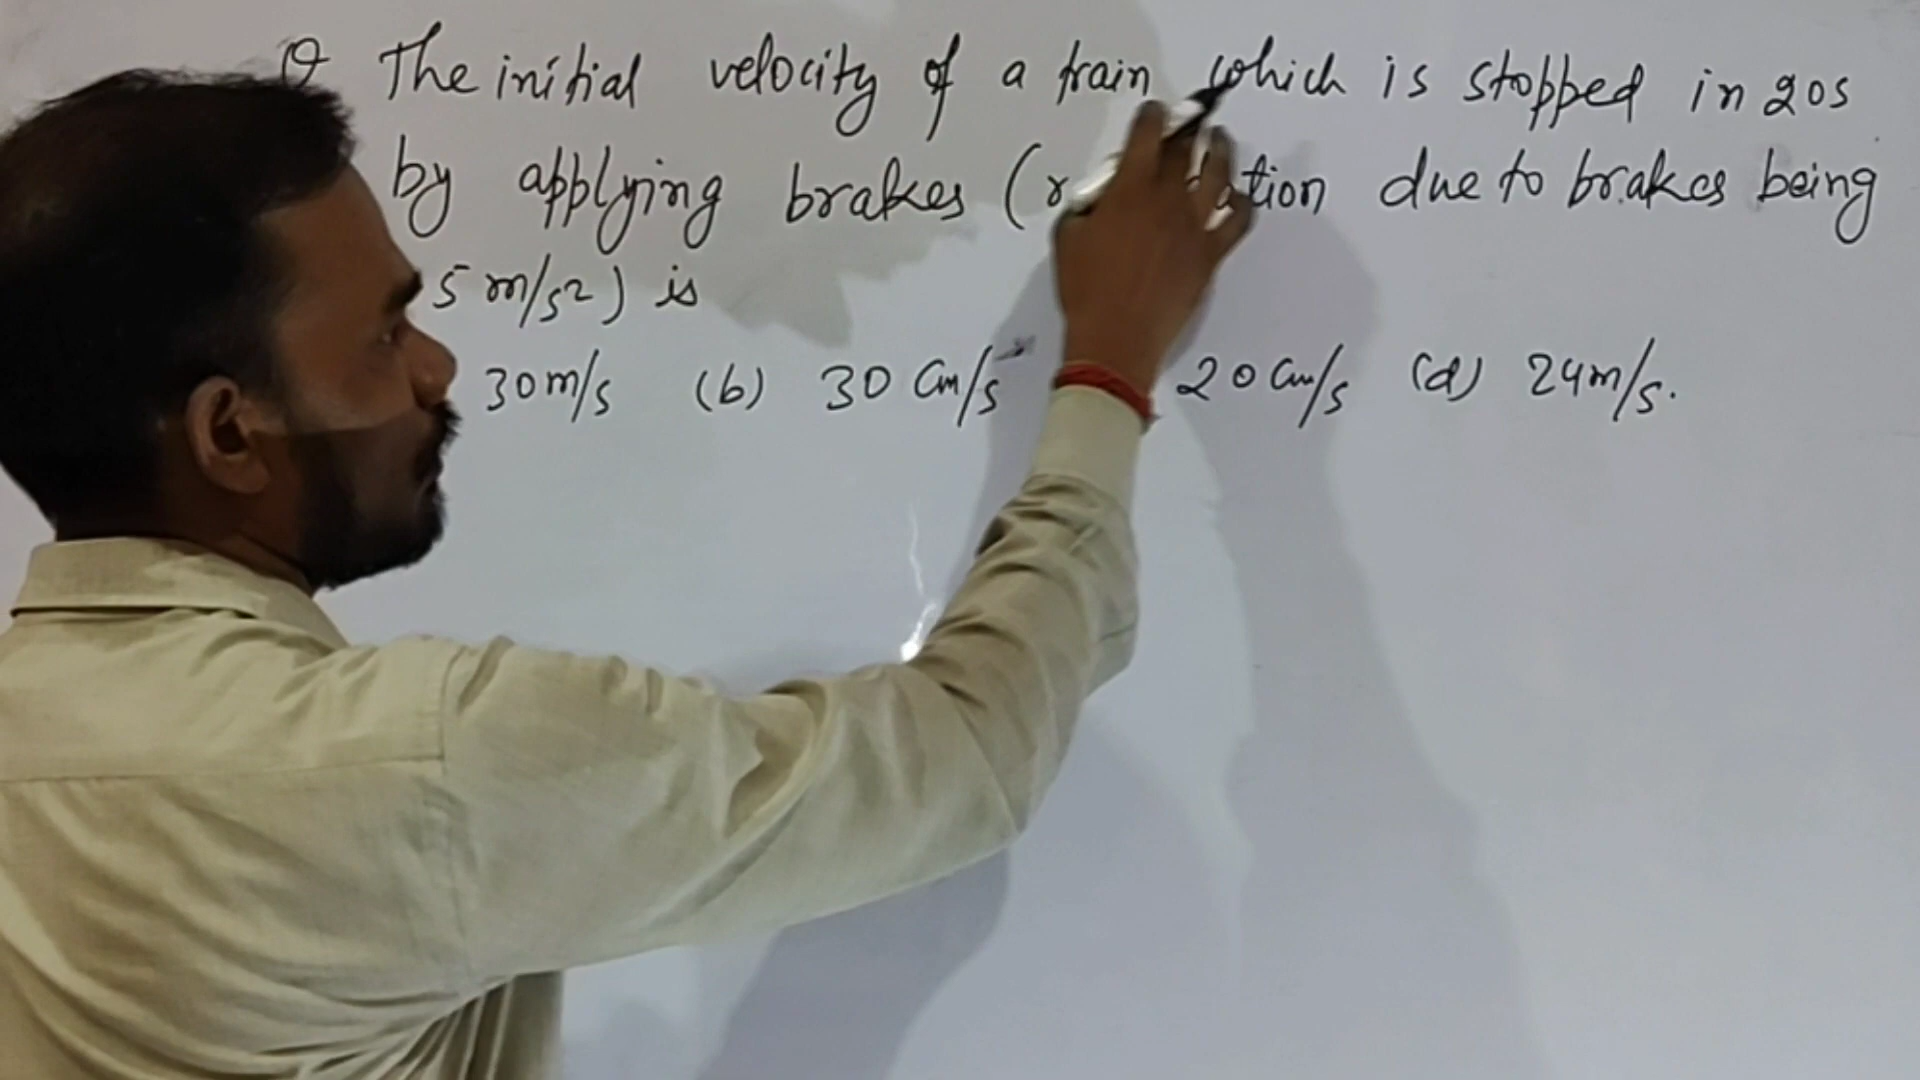 Q The initial velocity of a train which is stopped in 20s
by applying brakes ( due to brakes being
5 m/s2) is
30m/s (b) 30 Cm/s 20 Cm/s (d) 24m/s.